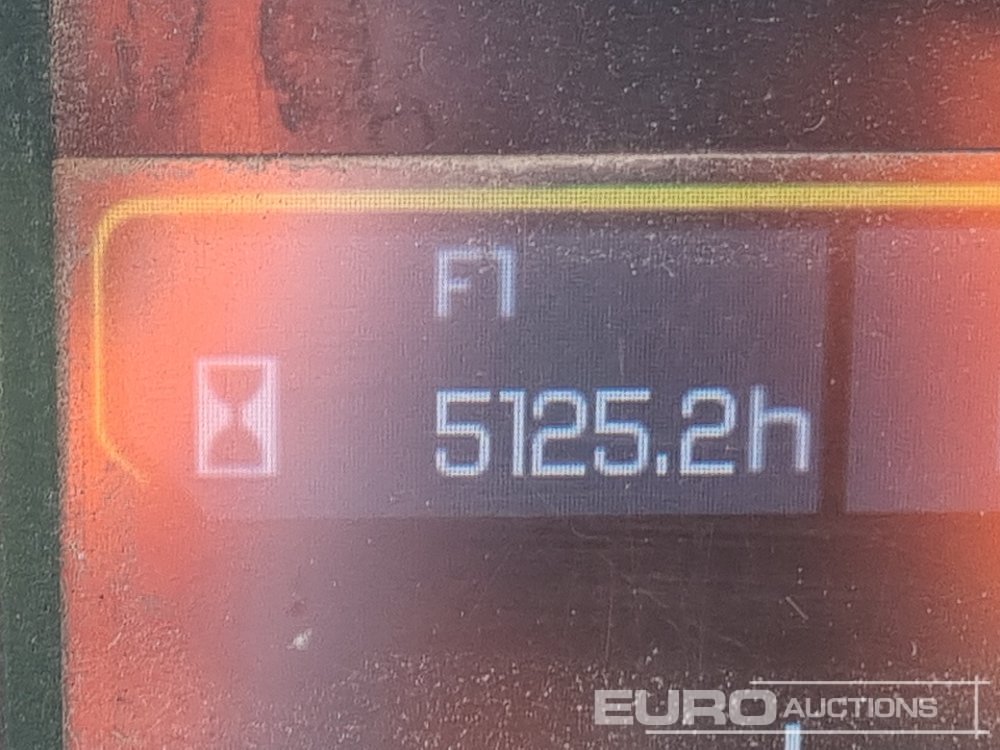 F1
5125.2h
EURO AUCTIONS